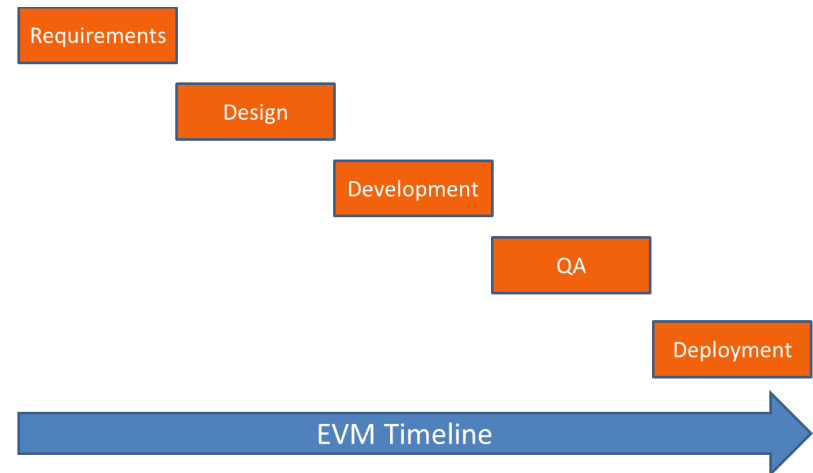 Requirements
Design
Development
QA
Deployment
EVM Timeline